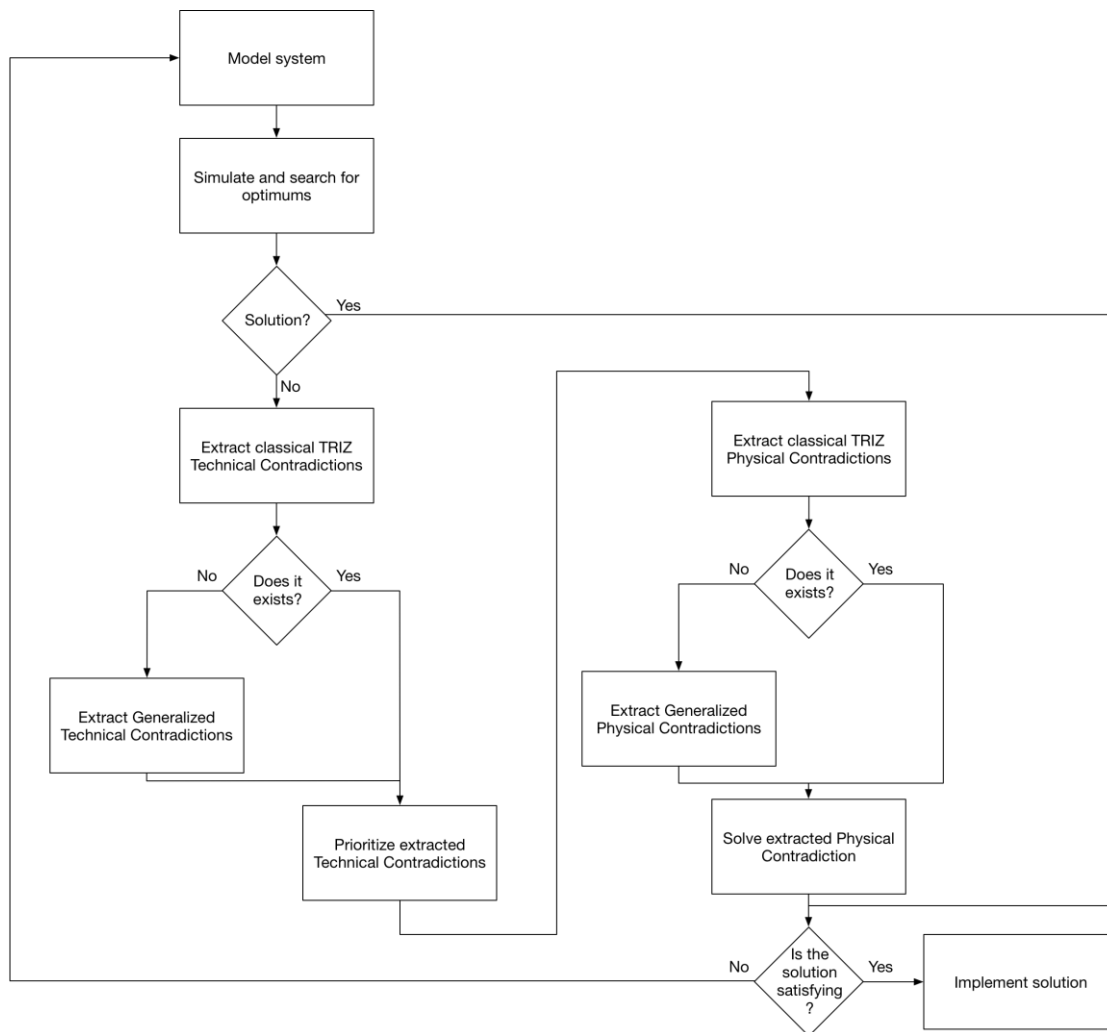 Model system
Simulate and search for
optimums
Solution?
Yes
No
Extract classical TRIZ
Technical Contradictions
No
Does it
exists?
Yes
Extract Generalized
Technical Contradictions
Prioritize extracted
Technical Contradictions
Extract classical TRIZ
Physical Contradictions
No
Does it
exists?
Yes
Extract Generalized
Physical Contradictions
Solve extracted Physical
Contradiction
No
Is the
solution
satisfying
?
Yes
Implement solution